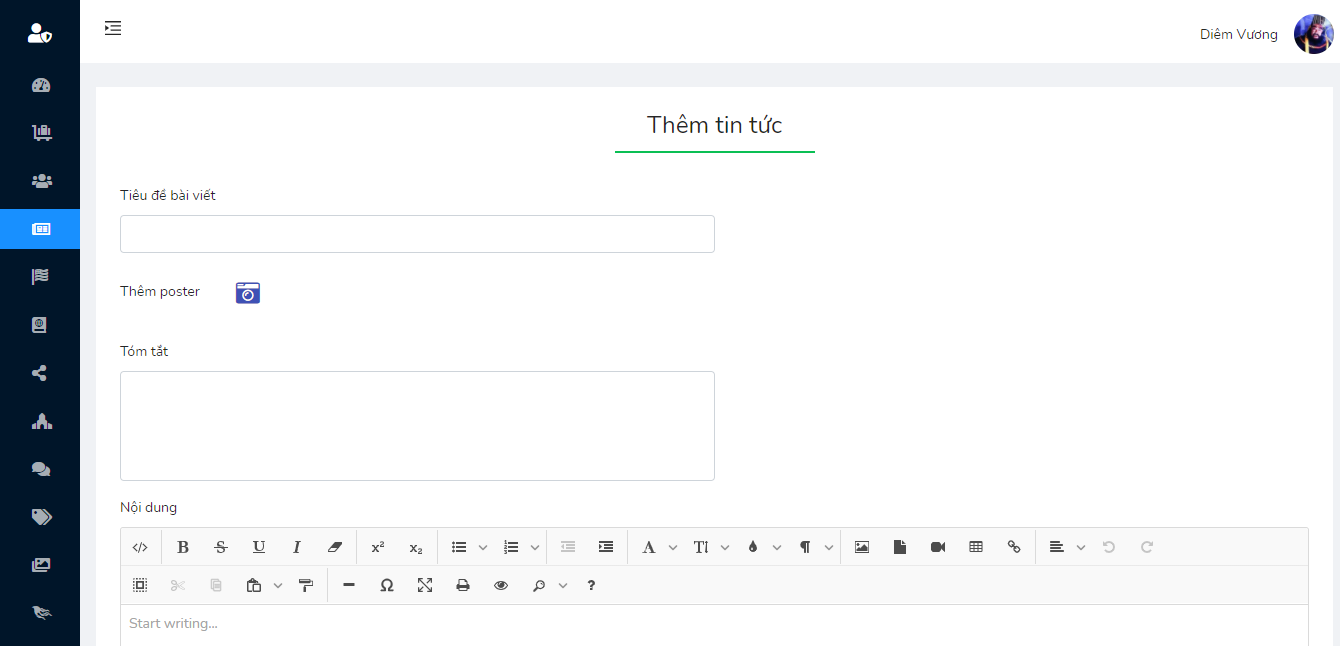 Diêm Vương
Thêm tin tức
Tiêu đề bài viết
Thêm poster
Tóm tắt
Nội dung
Start writing...